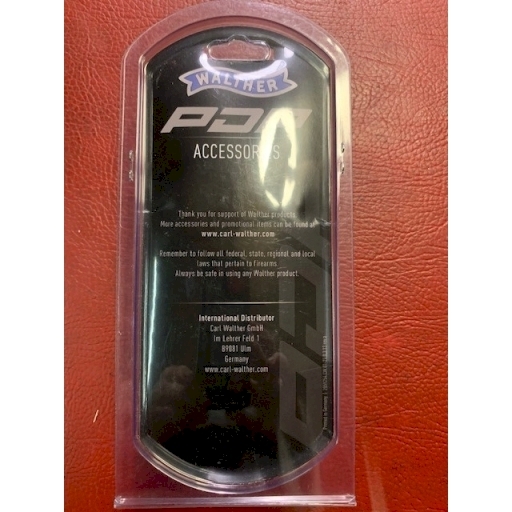 WALTHER
PDP
ACCESSORIES
Thank you for support of Walther products.
More accessories and promotional items can be found at
www.carl-walther.com
Remember to follow all federal, state, regional and local
laws that pertain to firearms.
Always be safe in using any Walther product.
International Distributor
Carl Walther GmbH
Im Lehrer Feld 1
89081 Ulm
Germany
www.carl-walther.com
Printed in Germany